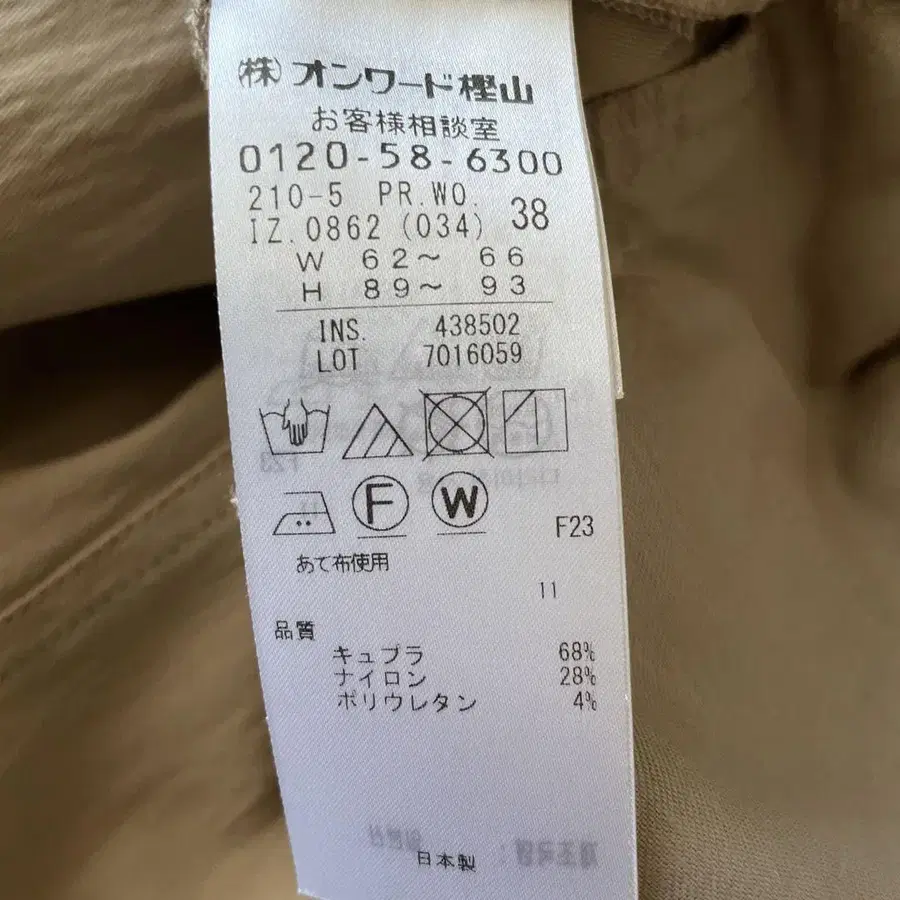 (株)オンワード樫山
お客様相談室
0120-58-6300
210-5 PR.WO.
IZ.0862 (034) 38
W 62〜 66
H 89〜 93
INS. 438502
LOT 7016059
F W
F23
あて布使用
11
品質
キュプラ 68%
ナイロン 28%
ポリウレタン 4%
日本製